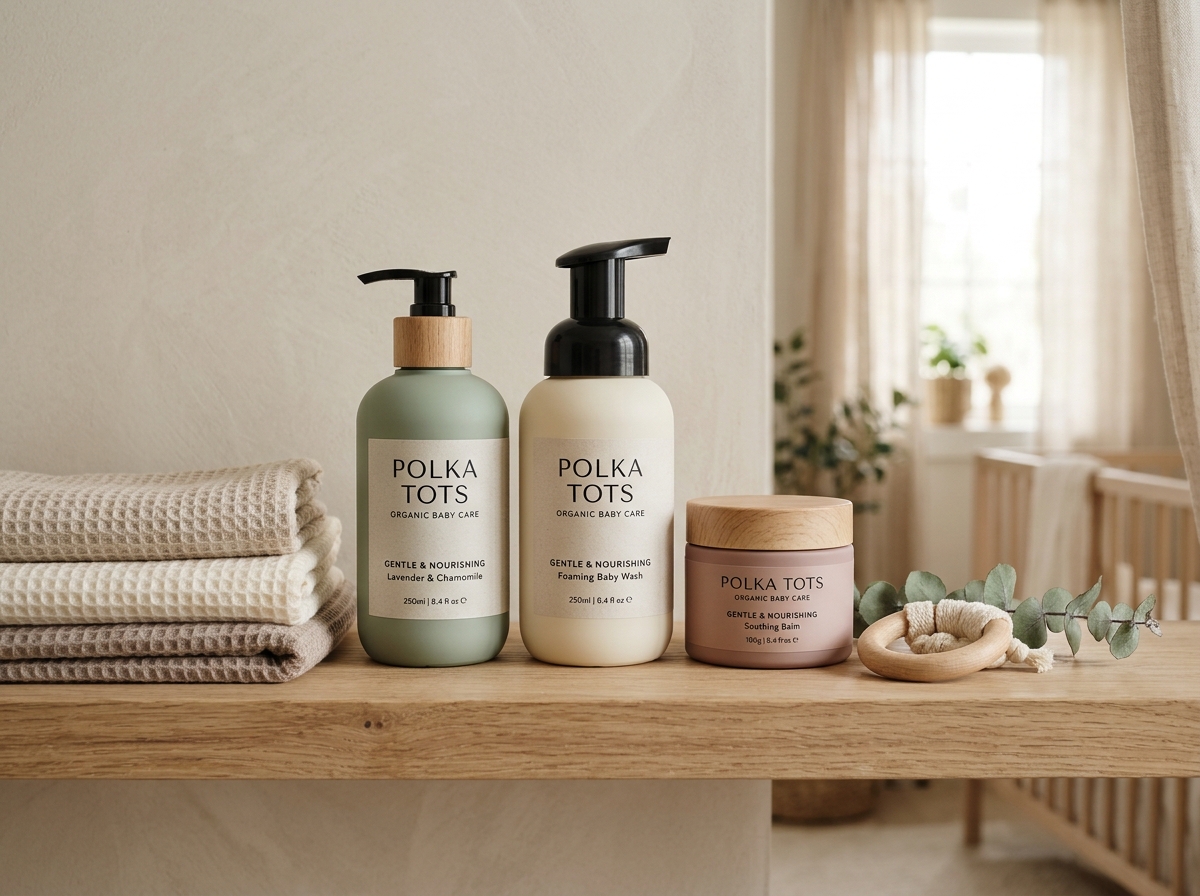 POLKA
TOTS
ORGANIC BABY CARE
GENTLE & NOURISHING
Lavender & Chamomile
250ml | 8.4 fl oz ℮
POLKA
TOTS
ORGANIC BABY CARE
GENTLE & NOURISHING
Foaming Baby Wash
250ml | 6.4 fl oz ℮
POLKA TOTS
ORGANIC BABY CARE
GENTLE & NOURISHING
Soothing Balm
100g | 8.4 fros ℮